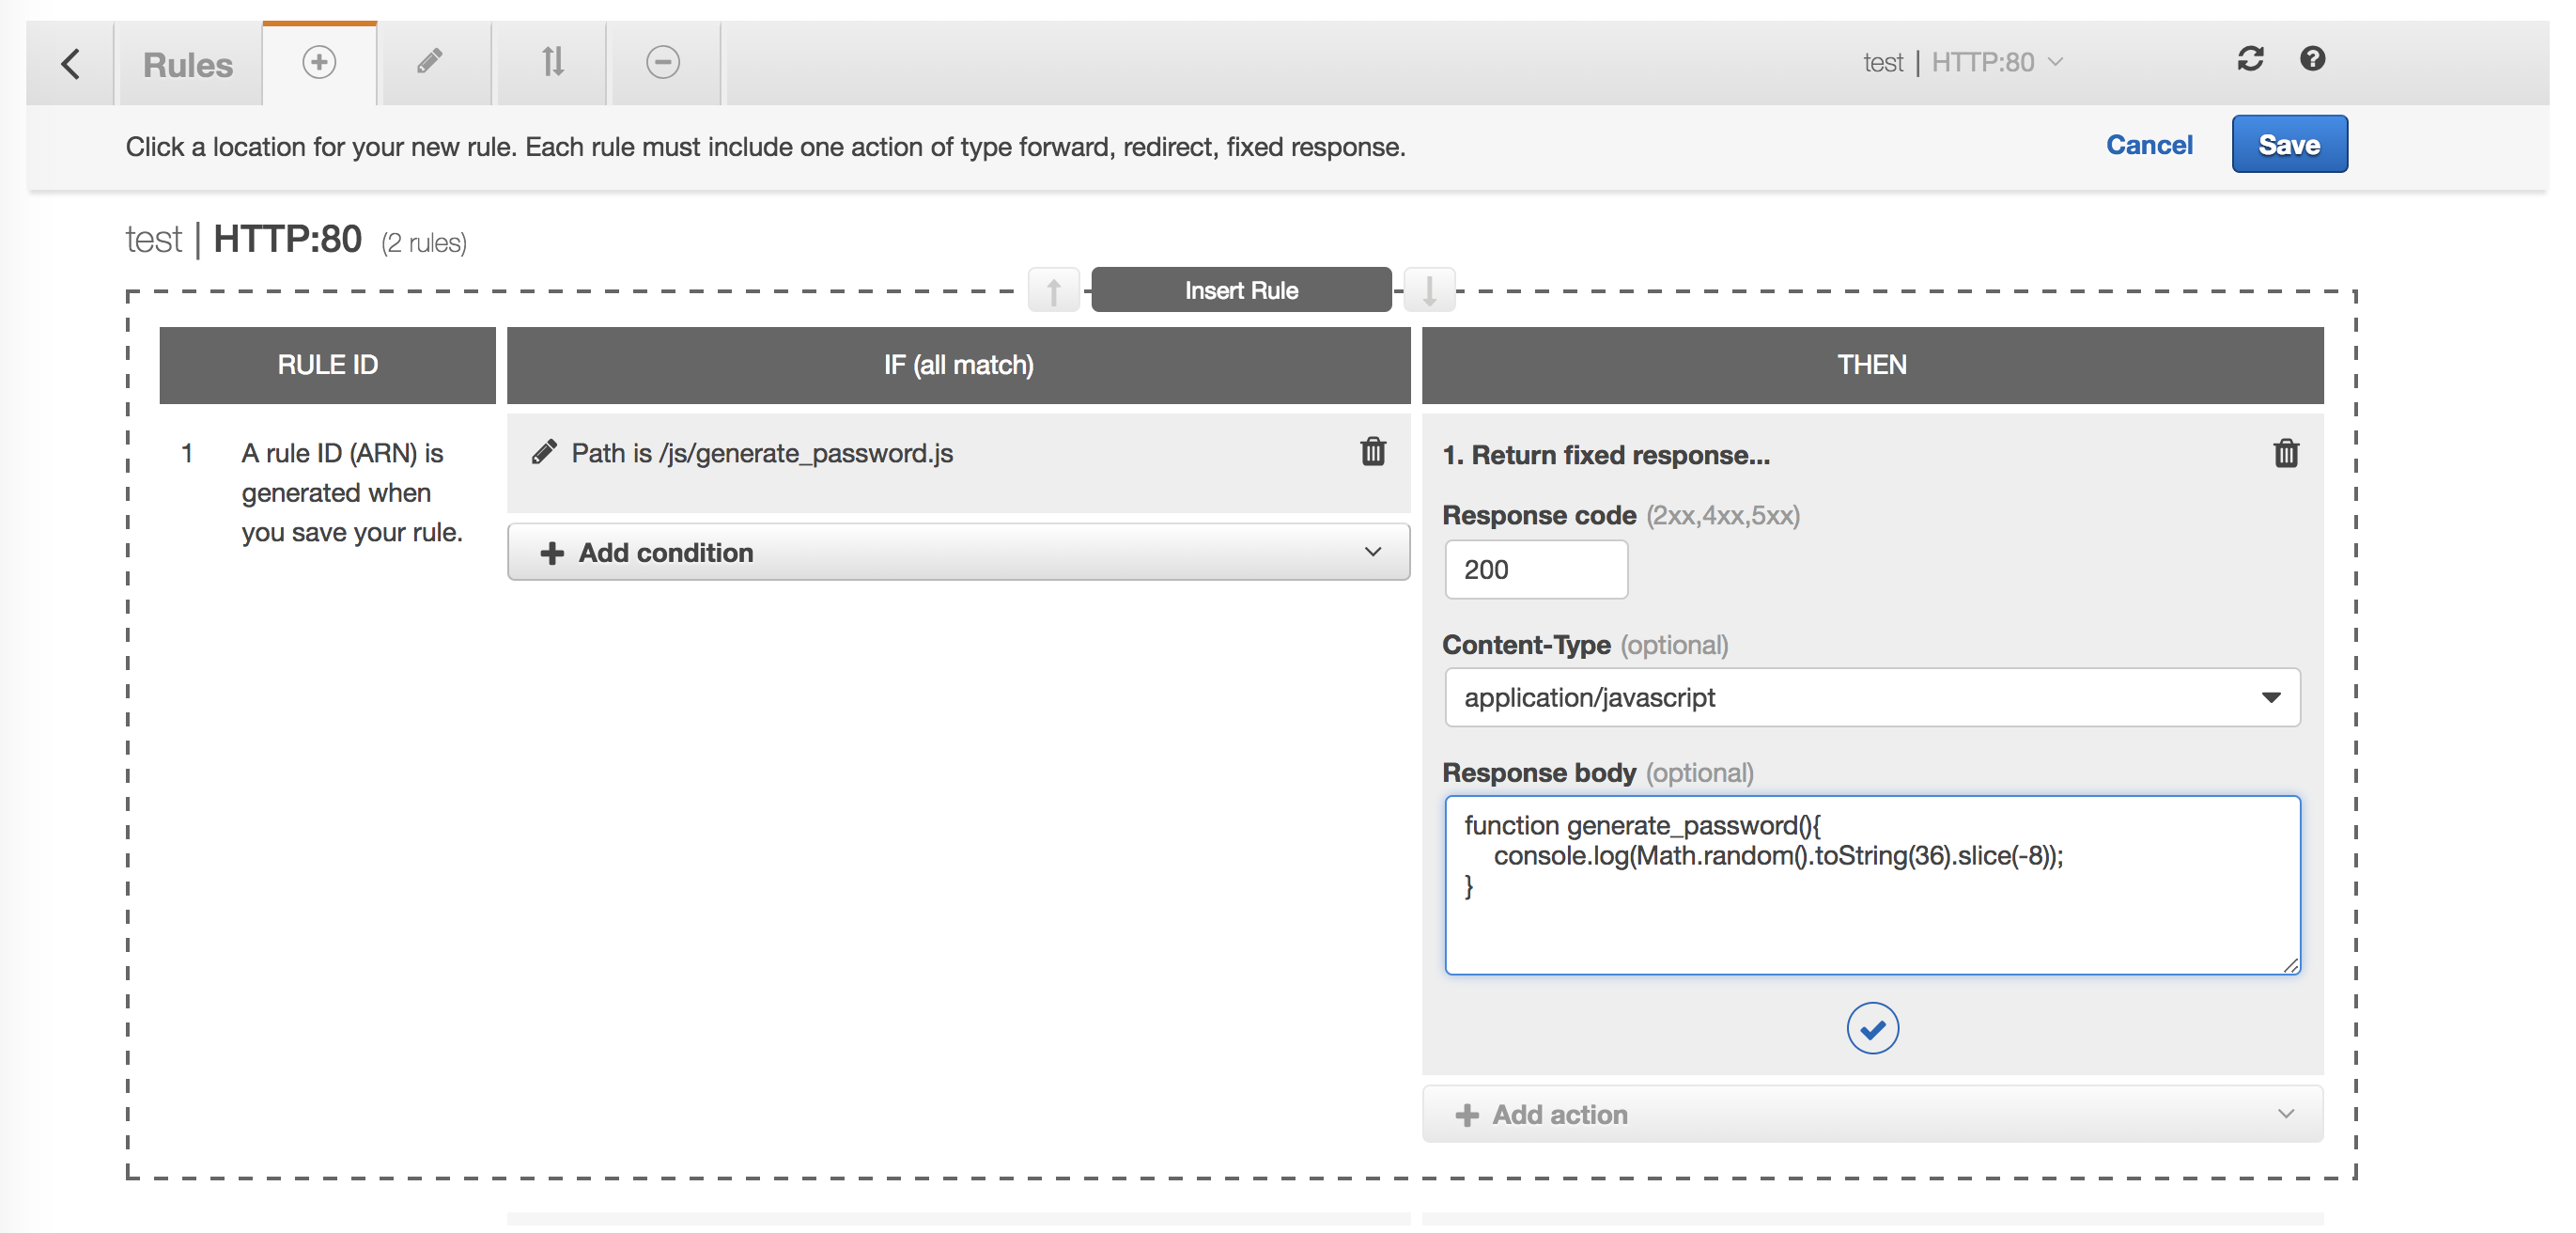 Rules
test | HTTP:80
Click a location for your new rule. Each rule must include one action of type forward, redirect, fixed response.
Cancel
Save
test | HTTP:80 (2 rules)
Insert Rule
RULE ID
IF (all match)
THEN
1
A rule ID (ARN) is
generated when
you save your rule.
Path is /js/generate_password.js
Add condition
1. Return fixed response...
Response code (2xx,4xx,5xx)
200
Content-Type (optional)
application/javascript
Response body (optional)
function generate_password(){
console.log(Math.random().toString(36).slice(-8));
}
Add action